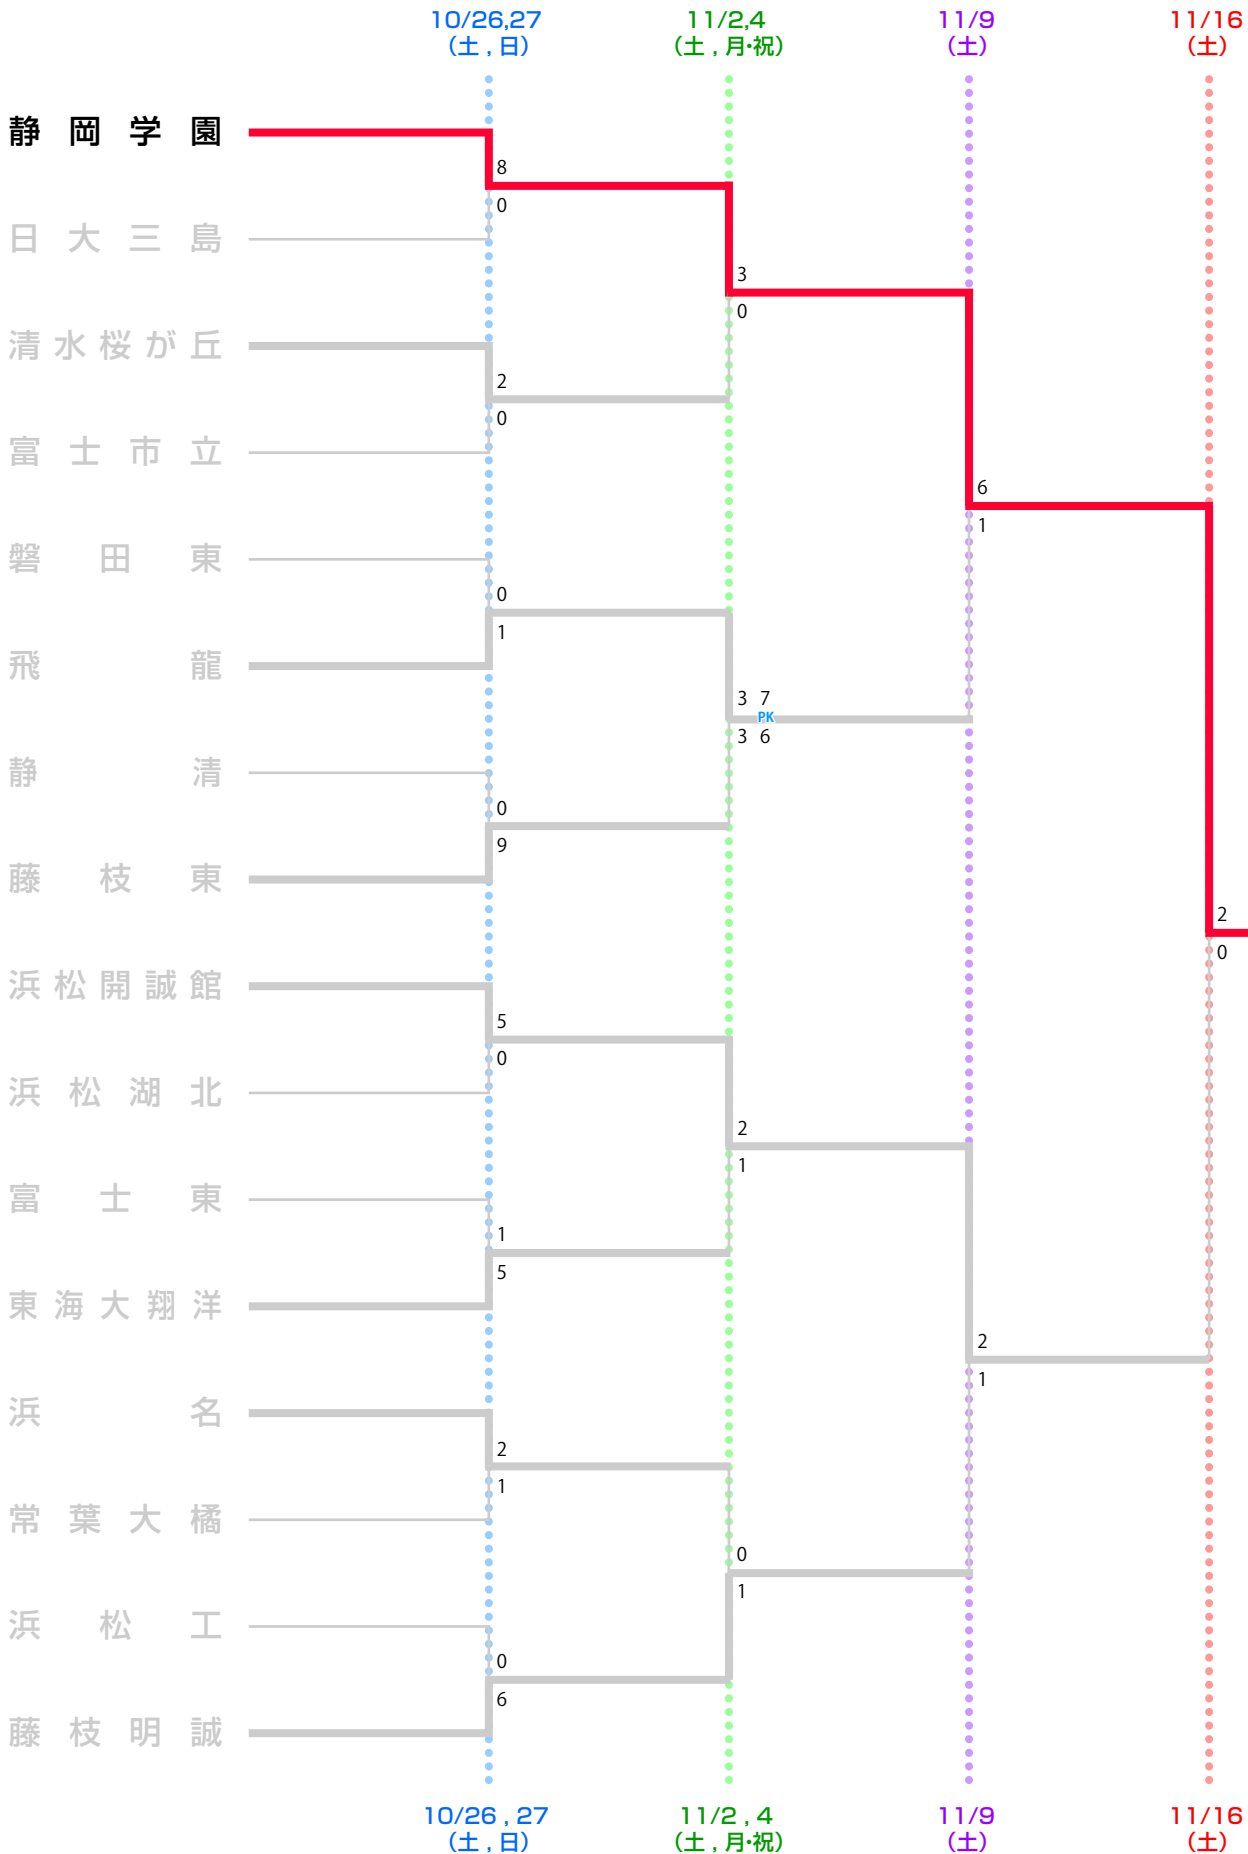 10/26,27 11/2,4 11/9 11/16
(土,日) (土,月・祝) (土) (土)
静岡学園
8
0
日大三島
3
0
清水桜が丘
2
0
富士市立
6
1
磐田東
0
1
飛龍
3 7
PK
3 6
静清
0
9
藤枝東
2
0
浜松開誠館
5
0
浜松湖北
2
1
富士東
1
5
東海大翔洋
2
1
浜名
2
1
常葉大橘
0
1
浜松工
0
6
藤枝明誠
10/26,27 11/2,4 11/9 11/16
(土,日) (土,月・祝) (土) (土)